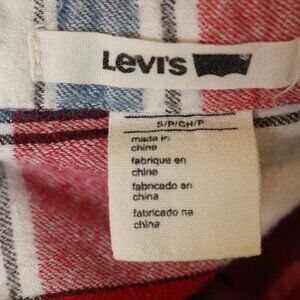 Levi's
S/P/CH/P
made in
china
fabrique en
chine
fabricado en
china
fabricado na
china